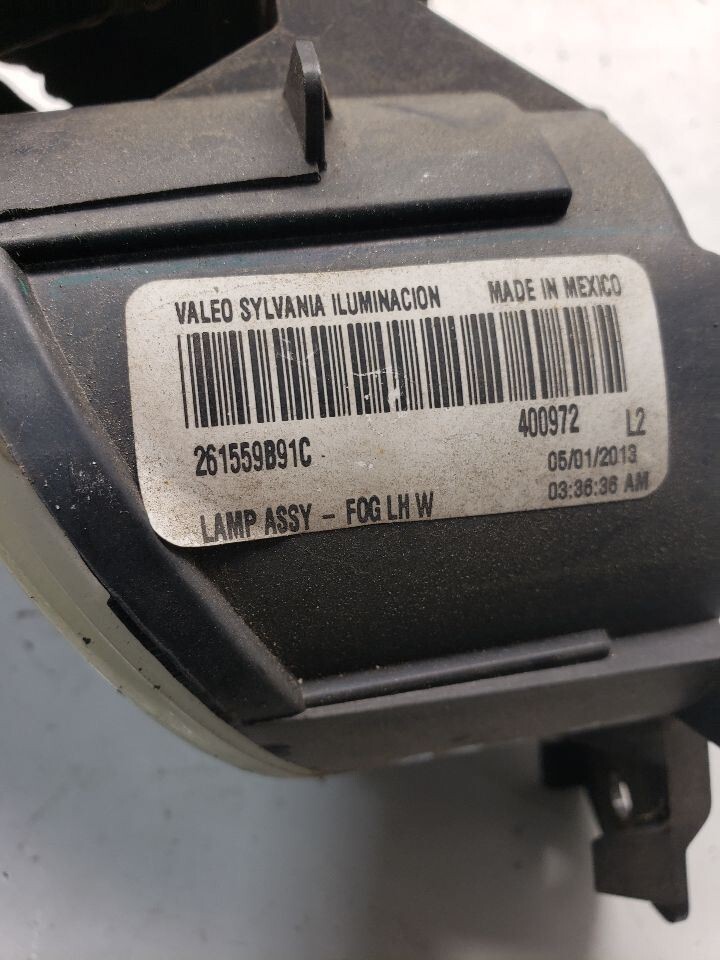 VALEO SYLVANIA ILUMINACION MADE IN MEXICO
261559B91C 400972 L2
05/01/2013
LAMP ASSY - FOG LH W 03:36:36 AM